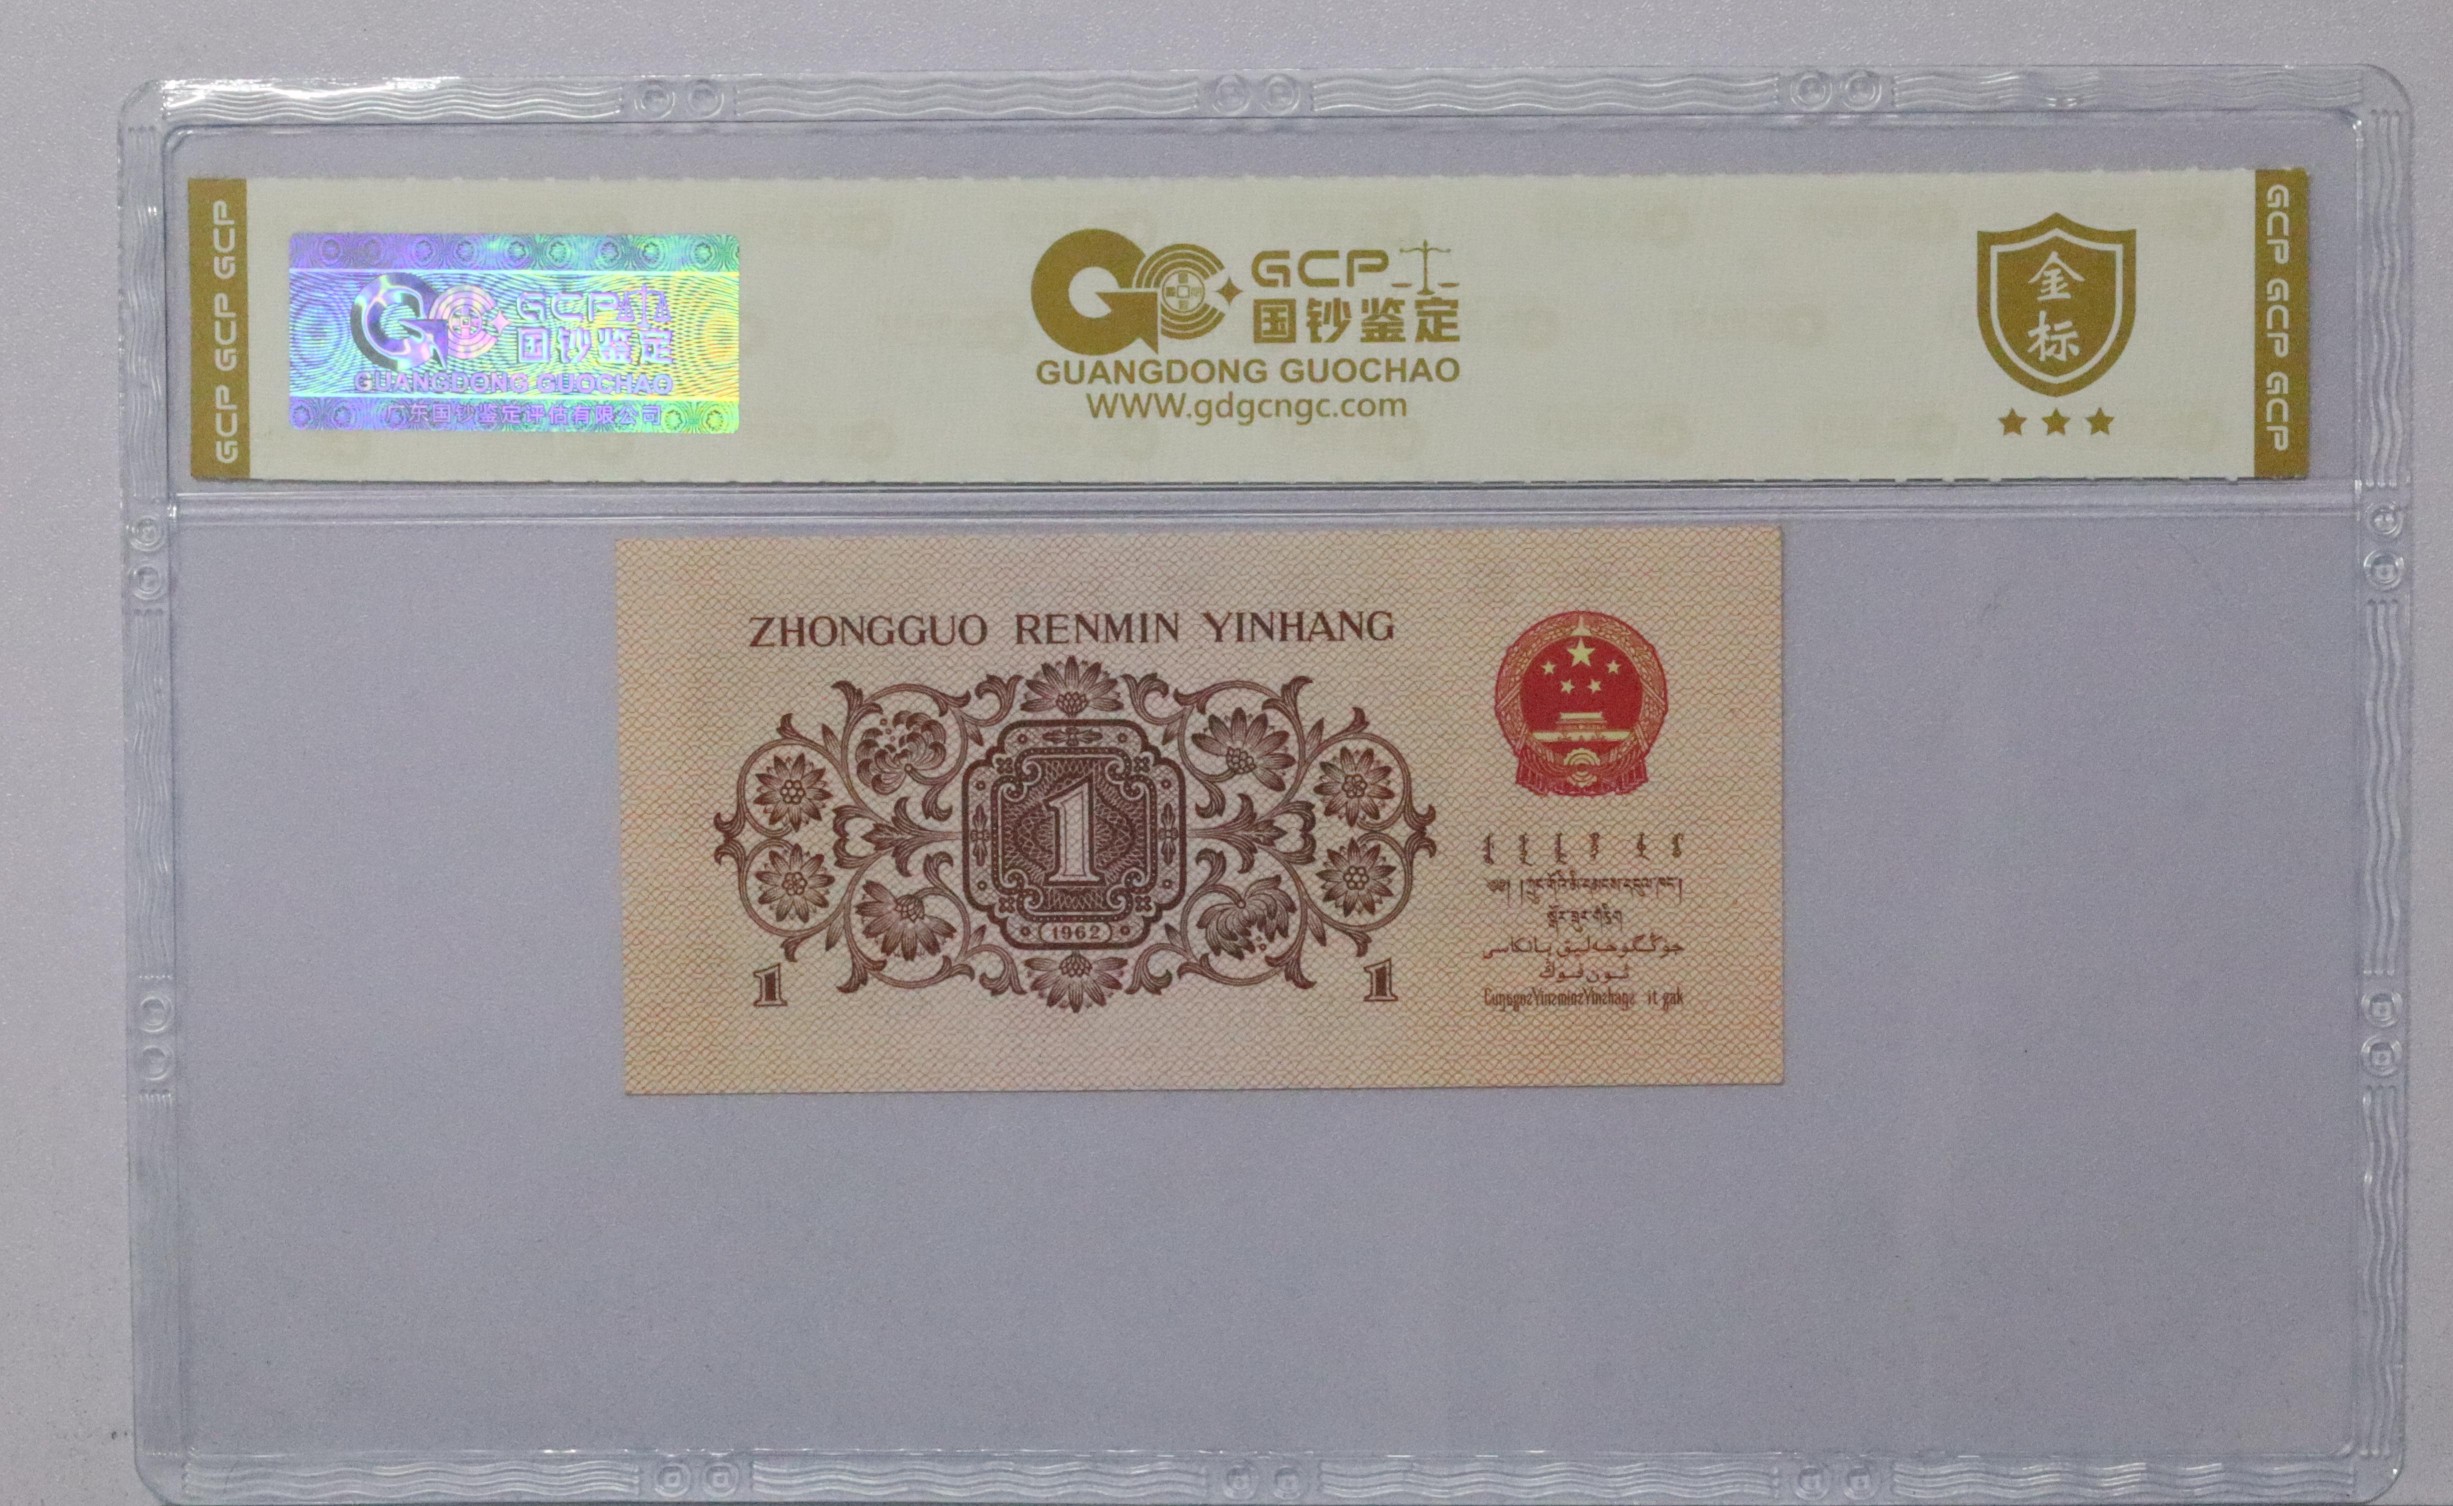 GCP GCP GCP
GCP
国钞鉴定
GUANGDONG GUOCHAO
广东国钞鉴定评估有限公司
GCP
国钞鉴定
GUANGDONG GUOCHAO
WWW.gdgcngc.com
金
标
GCP GCP GCP
ZHONGGUO RENMIN YINHANG
1
1962
1
1